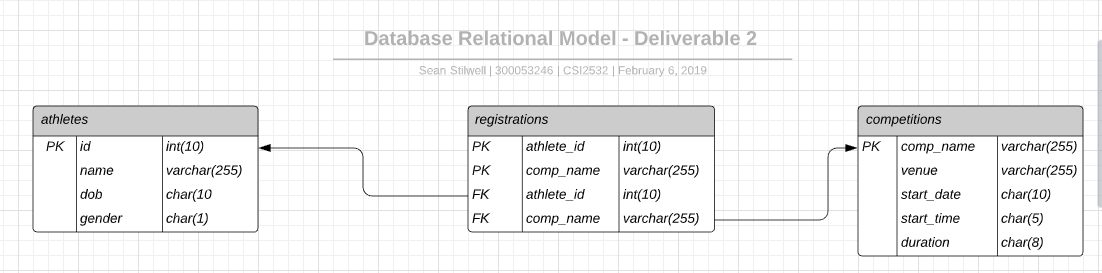 Database Relational Model - Deliverable 2
Sean Stilwell | 300053246 | CSI2532 | February 6, 2019
athletes
PK id int(10)
name varchar(255)
dob char(10
gender char(1)
registrations
PK athlete_id int(10)
PK comp_name varchar(255)
FK athlete_id int(10)
FK comp_name varchar(255)
competitions
PK comp_name varchar(255)
venue varchar(255)
start_date char(10)
start_time char(5)
duration char(8)